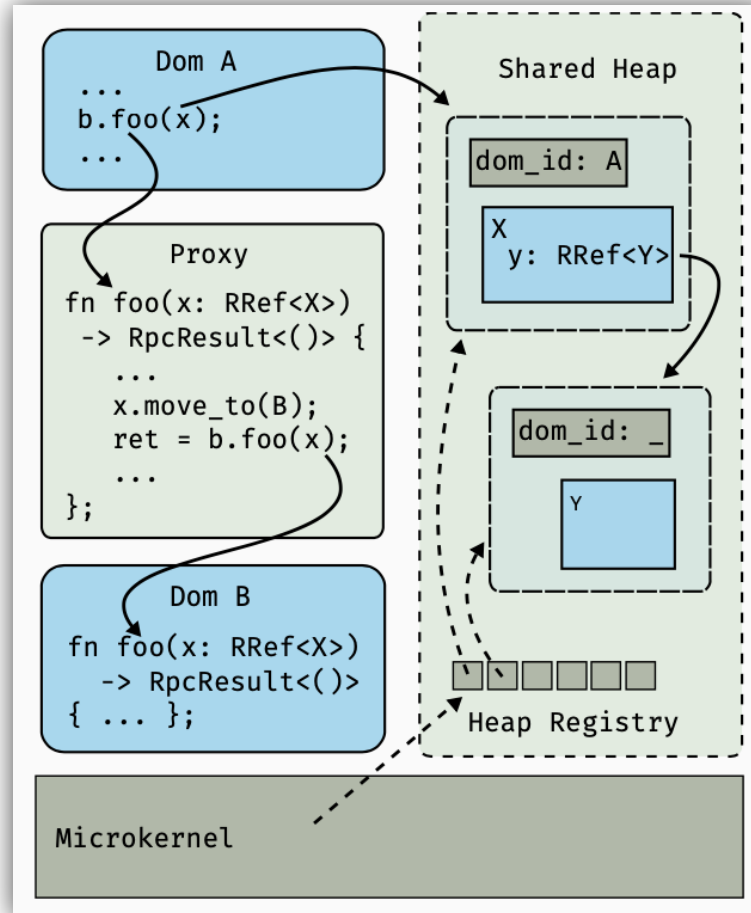 Dom A
...
b.foo(x);
...
Proxy
fn foo(x: RRef<X>)
-> RpcResult<()> {
...
x.move_to(B);
ret = b.foo(x);
...
};
Dom B
fn foo(x: RRef<X>)
-> RpcResult<()>
{ ... };
Shared Heap
dom_id: A
X
y: RRef<Y>
dom_id: _
Y
Heap Registry
Microkernel